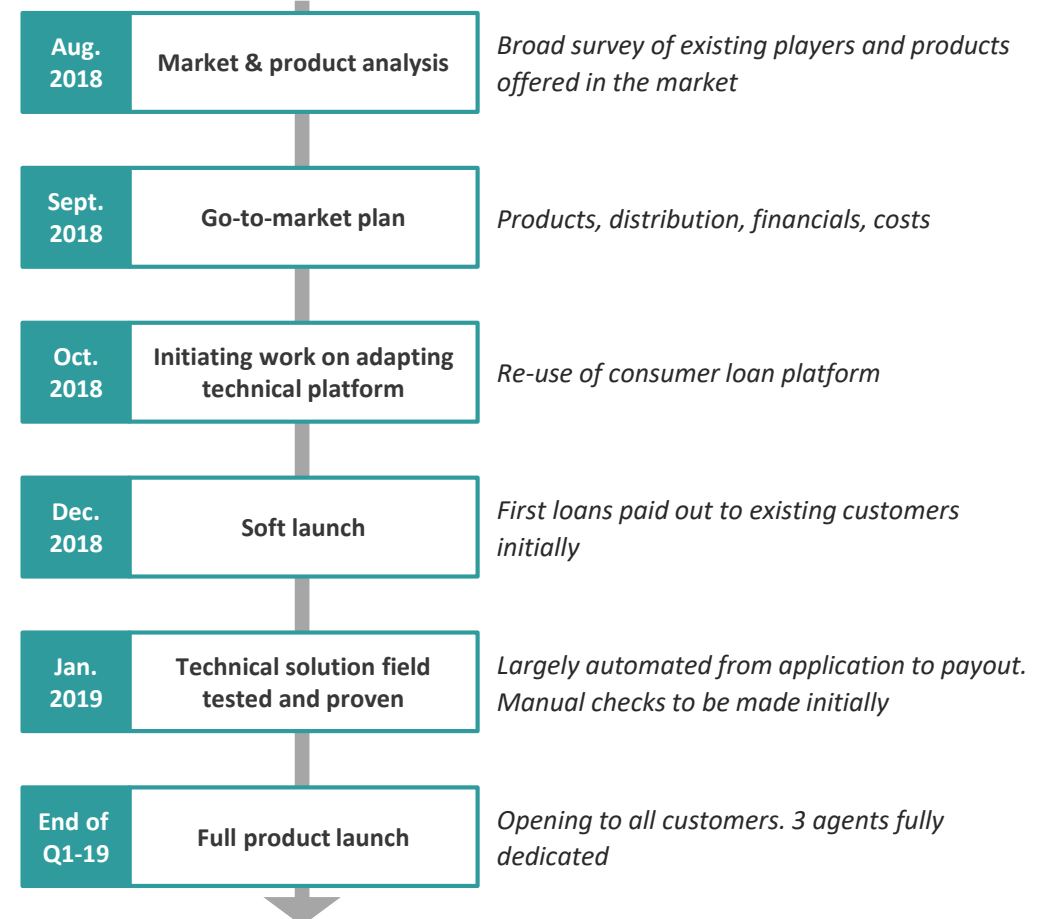 Aug.
2018
Market & product analysis
Broad survey of existing players and products
offered in the market
Sept.
2018
Go-to-market plan
Products, distribution, financials, costs
Oct.
2018
Initiating work on adapting
technical platform
Re-use of consumer loan platform
Dec.
2018
Soft launch
First loans paid out to existing customers
initially
Jan.
2019
Technical solution field
tested and proven
Largely automated from application to payout.
Manual checks to be made initially
End of
Q1-19
Full product launch
Opening to all customers. 3 agents fully
dedicated